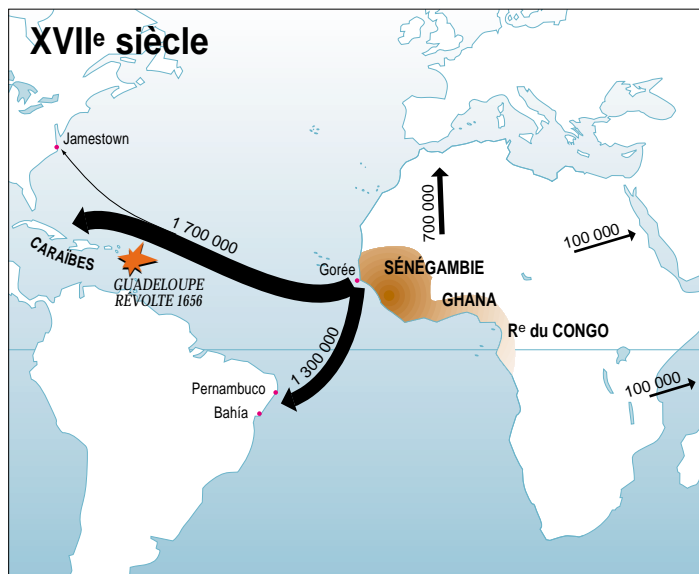 XVIIe siècle
Jamestown
1 700 000
700 000
100 000
CARAÏBES
GUADELOUPE
RÉVOLTE 1656
Gorée
SÉNÉGAMBIE
GHANA
Re du CONGO
1 300 000
100 000
Pernambuco
Bahía